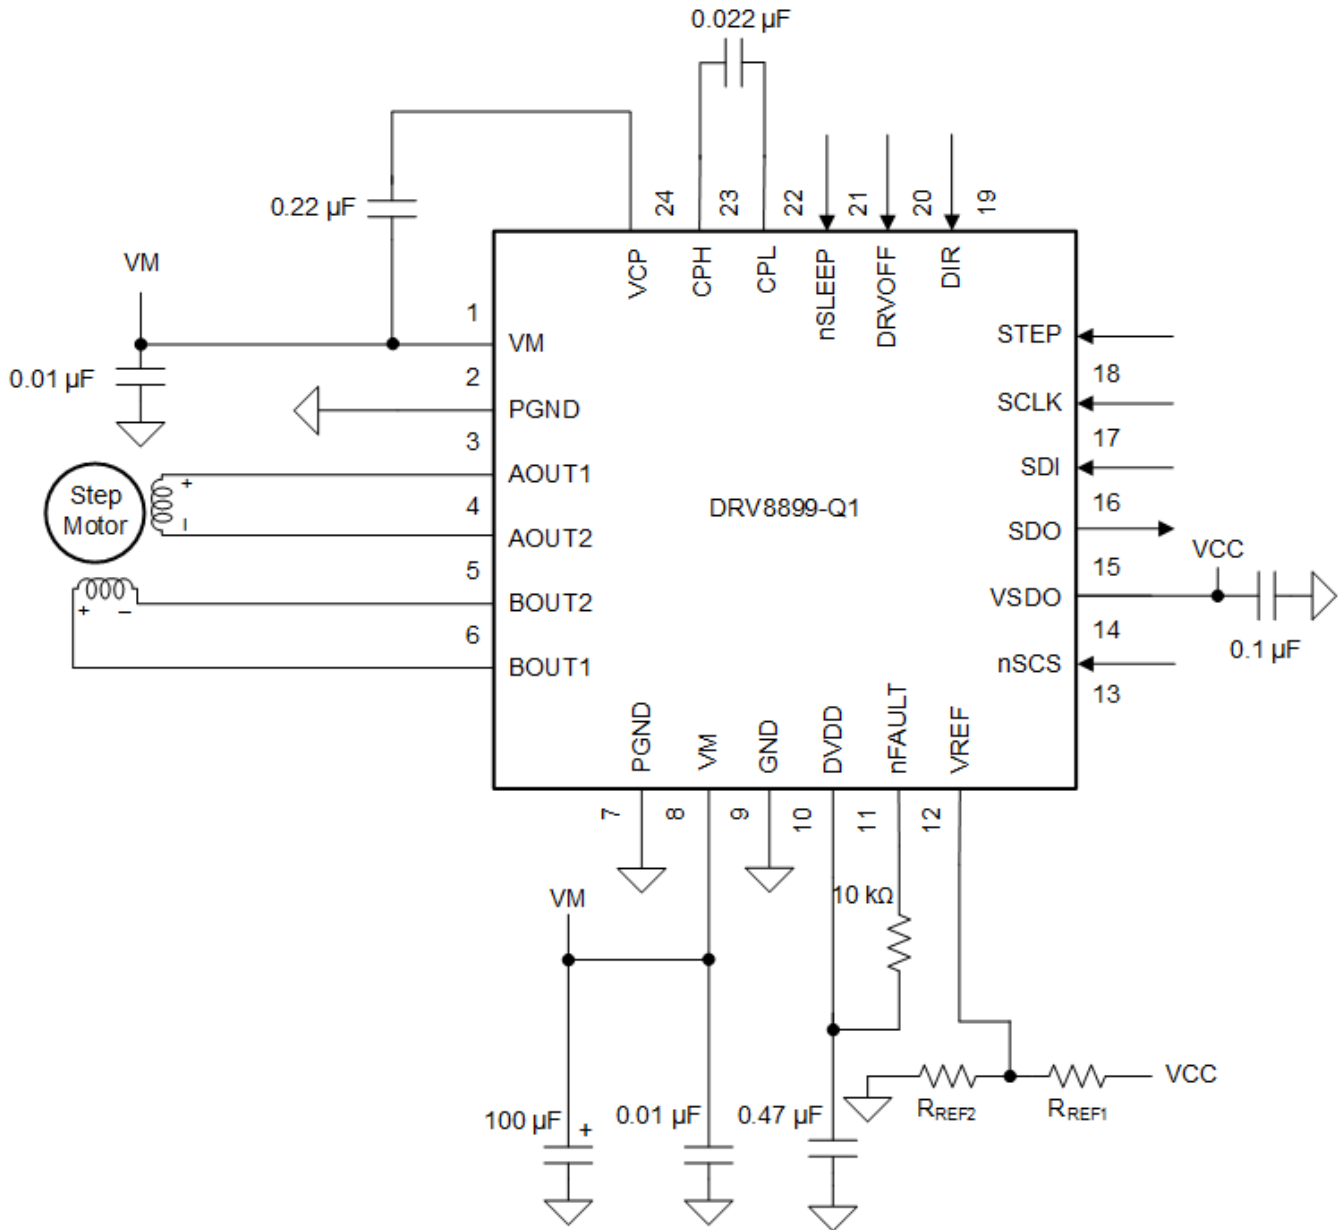 0.022 µF
0.22 µF
24
23
22
21
20
19
VCP
CPH
CPL
nSLEEP
DRVOFF
DIR
VM
0.01 µF
1
VM
2
PGND
3
AOUT1
4
AOUT2
5
BOUT2
6
BOUT1
Step
Motor
+
–
+
–
DRV8899-Q1
STEP
18
SCLK
17
SDI
16
SDO
15
VSDO
14
nSCS
13
VCC
0.1 µF
PGND
VM
GND
DVDD
nFAULT
VREF
7
8
9
10
11
12
VM
10 kΩ
100 µF
+
0.01 µF
0.47 µF
RREF2
RREF1
VCC